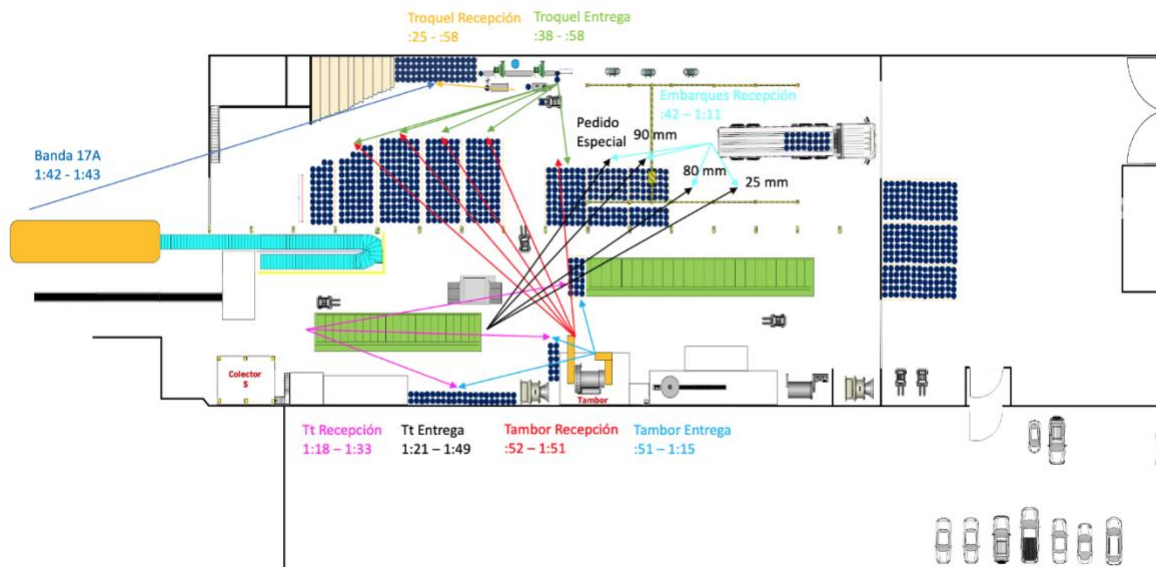 Troquel Recepción
:25 - :58
Troquel Entrega
:38 - :58
Embarques Recepción
:42 – 1:11
Pedido
Especial
90 mm
80 mm
25 mm
Banda 17A
1:42 - 1:43
Colector
5
Tambor
Tt Recepción
1:18 – 1:33
Tt Entrega
1:21 – 1:49
Tambor Recepción
:52 – 1:51
Tambor Entrega
:51 – 1:15